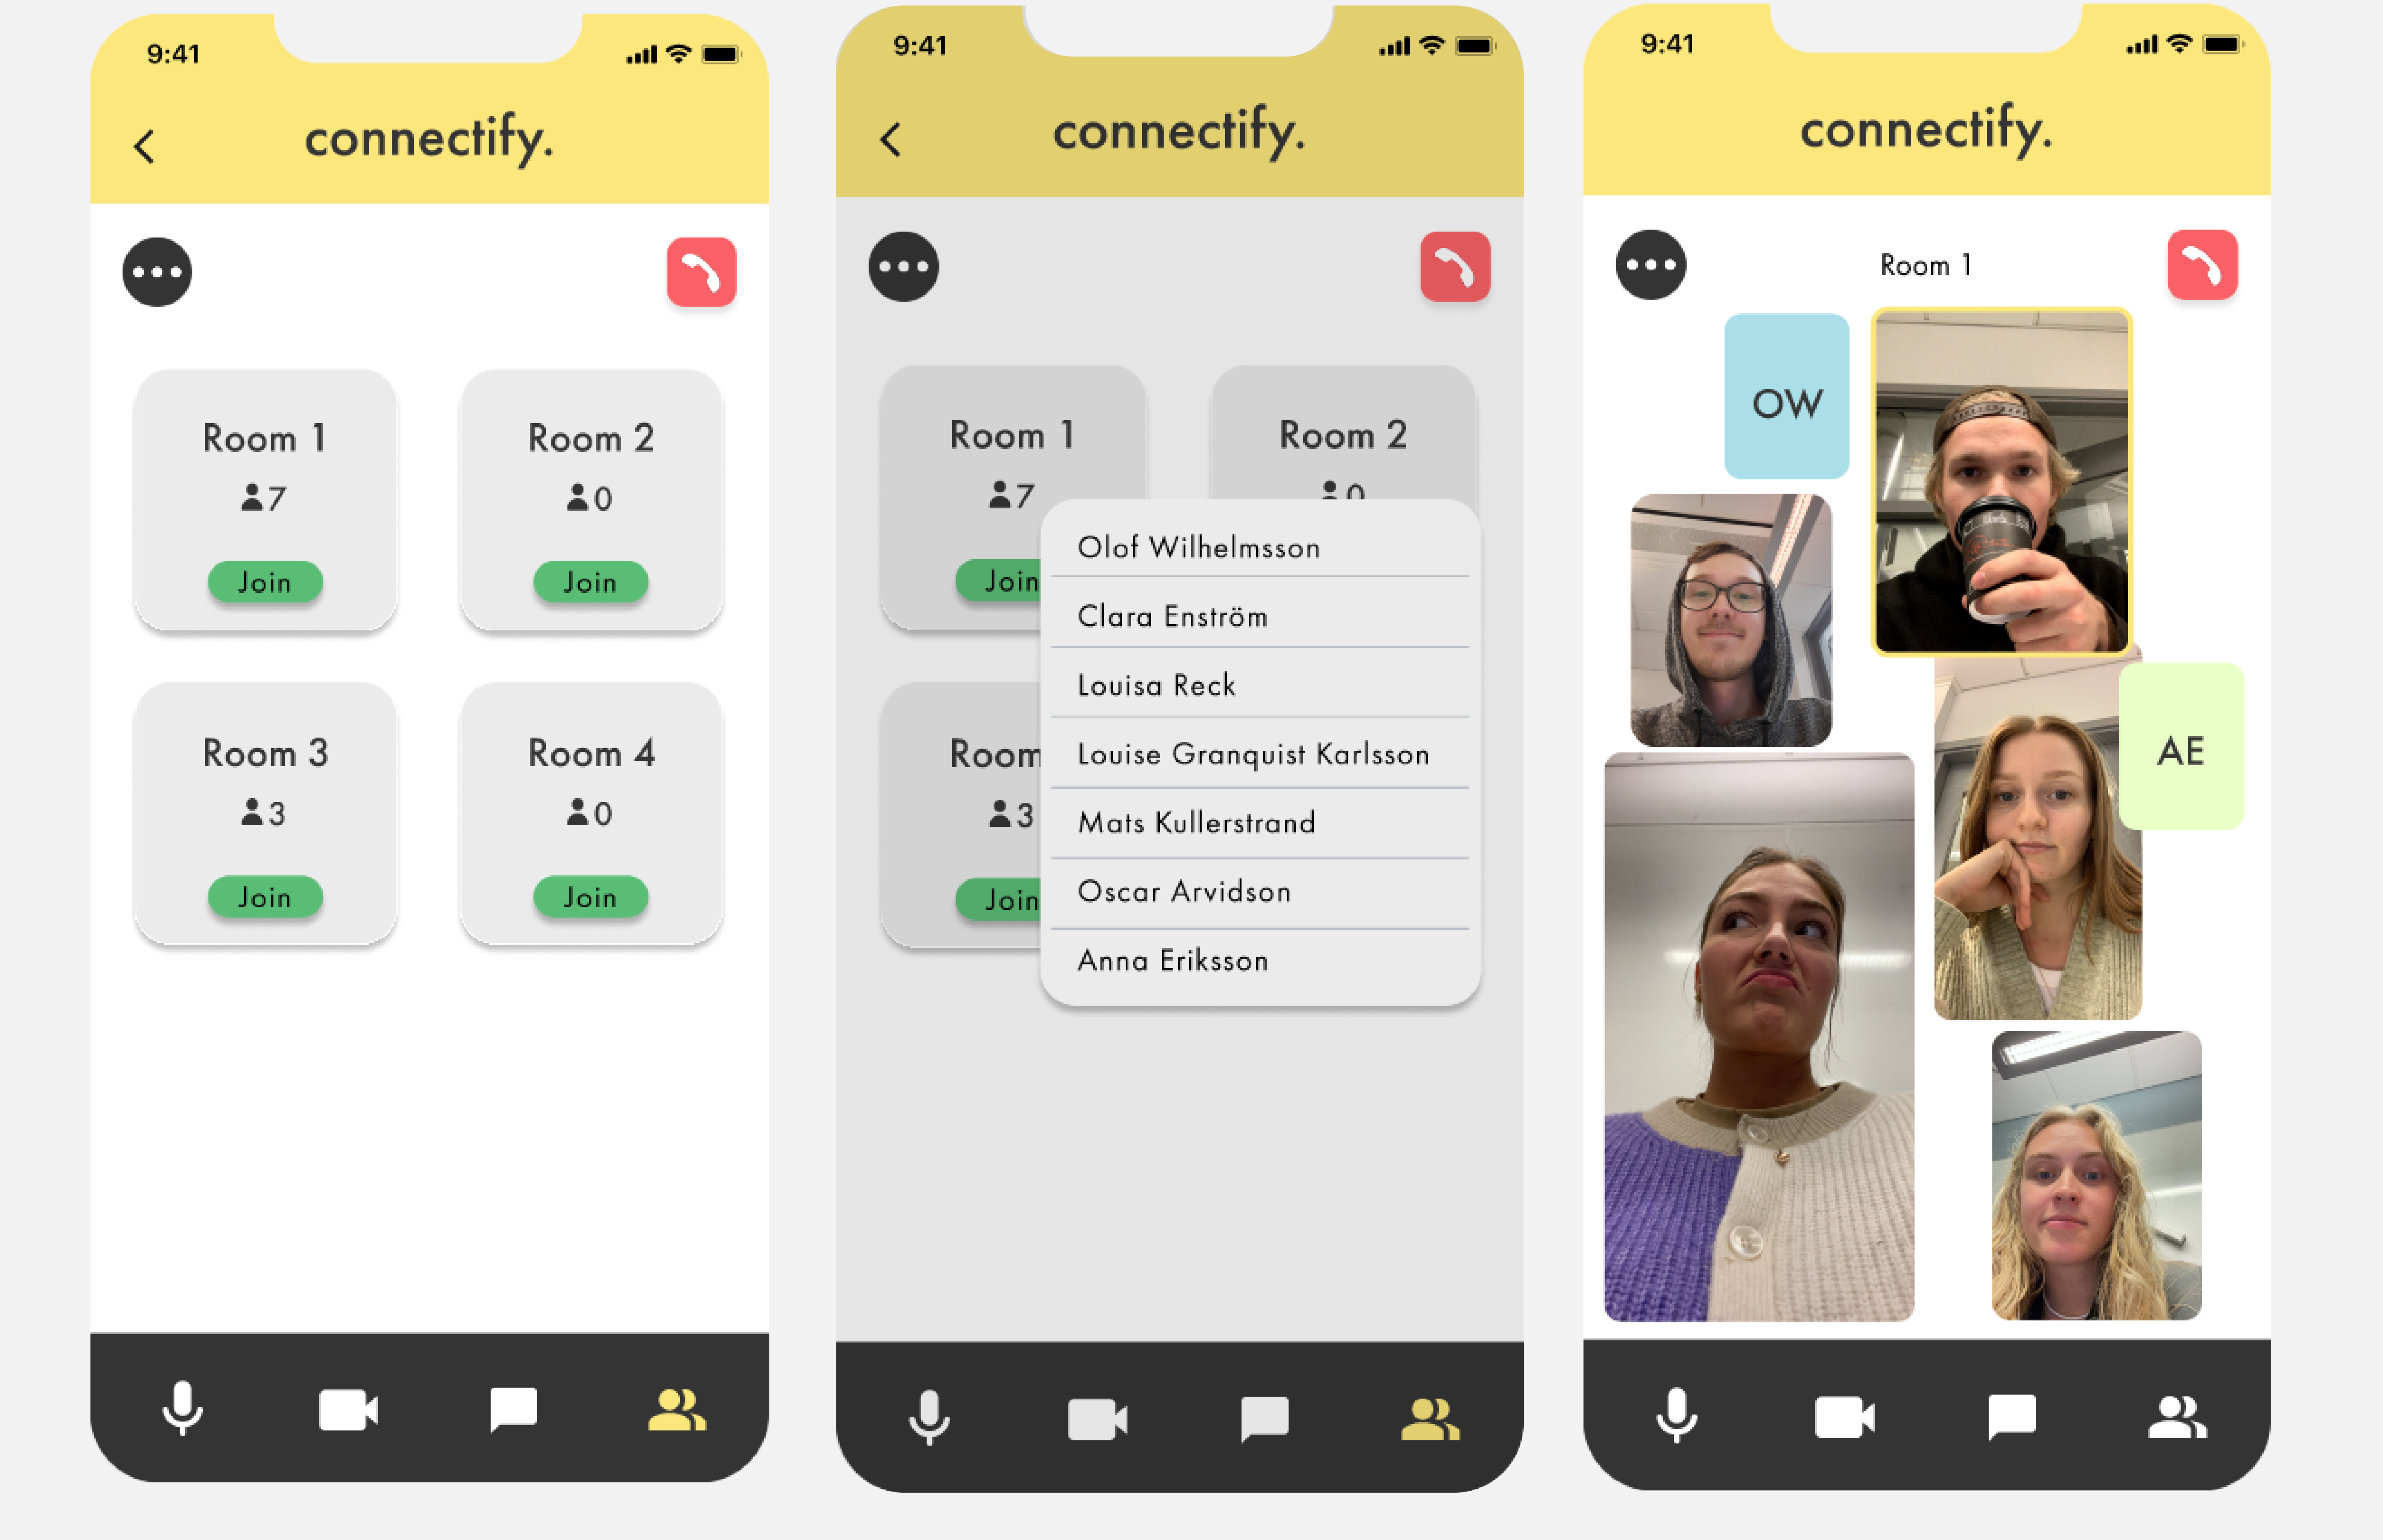 9:41
connectify.
Room 1
7
Join
Room 2
0
Join
Room 3
3
Join
Room 4
0
Join
9:41
connectify.
Room 1
7
Join
Room 2
0
Room
3
Join
Olof Wilhelmsson
Clara Enström
Louisa Reck
Louise Granquist Karlsson
Mats Kullerstrand
Oscar Arvidson
Anna Eriksson
9:41
connectify.
Room 1
OW
AE